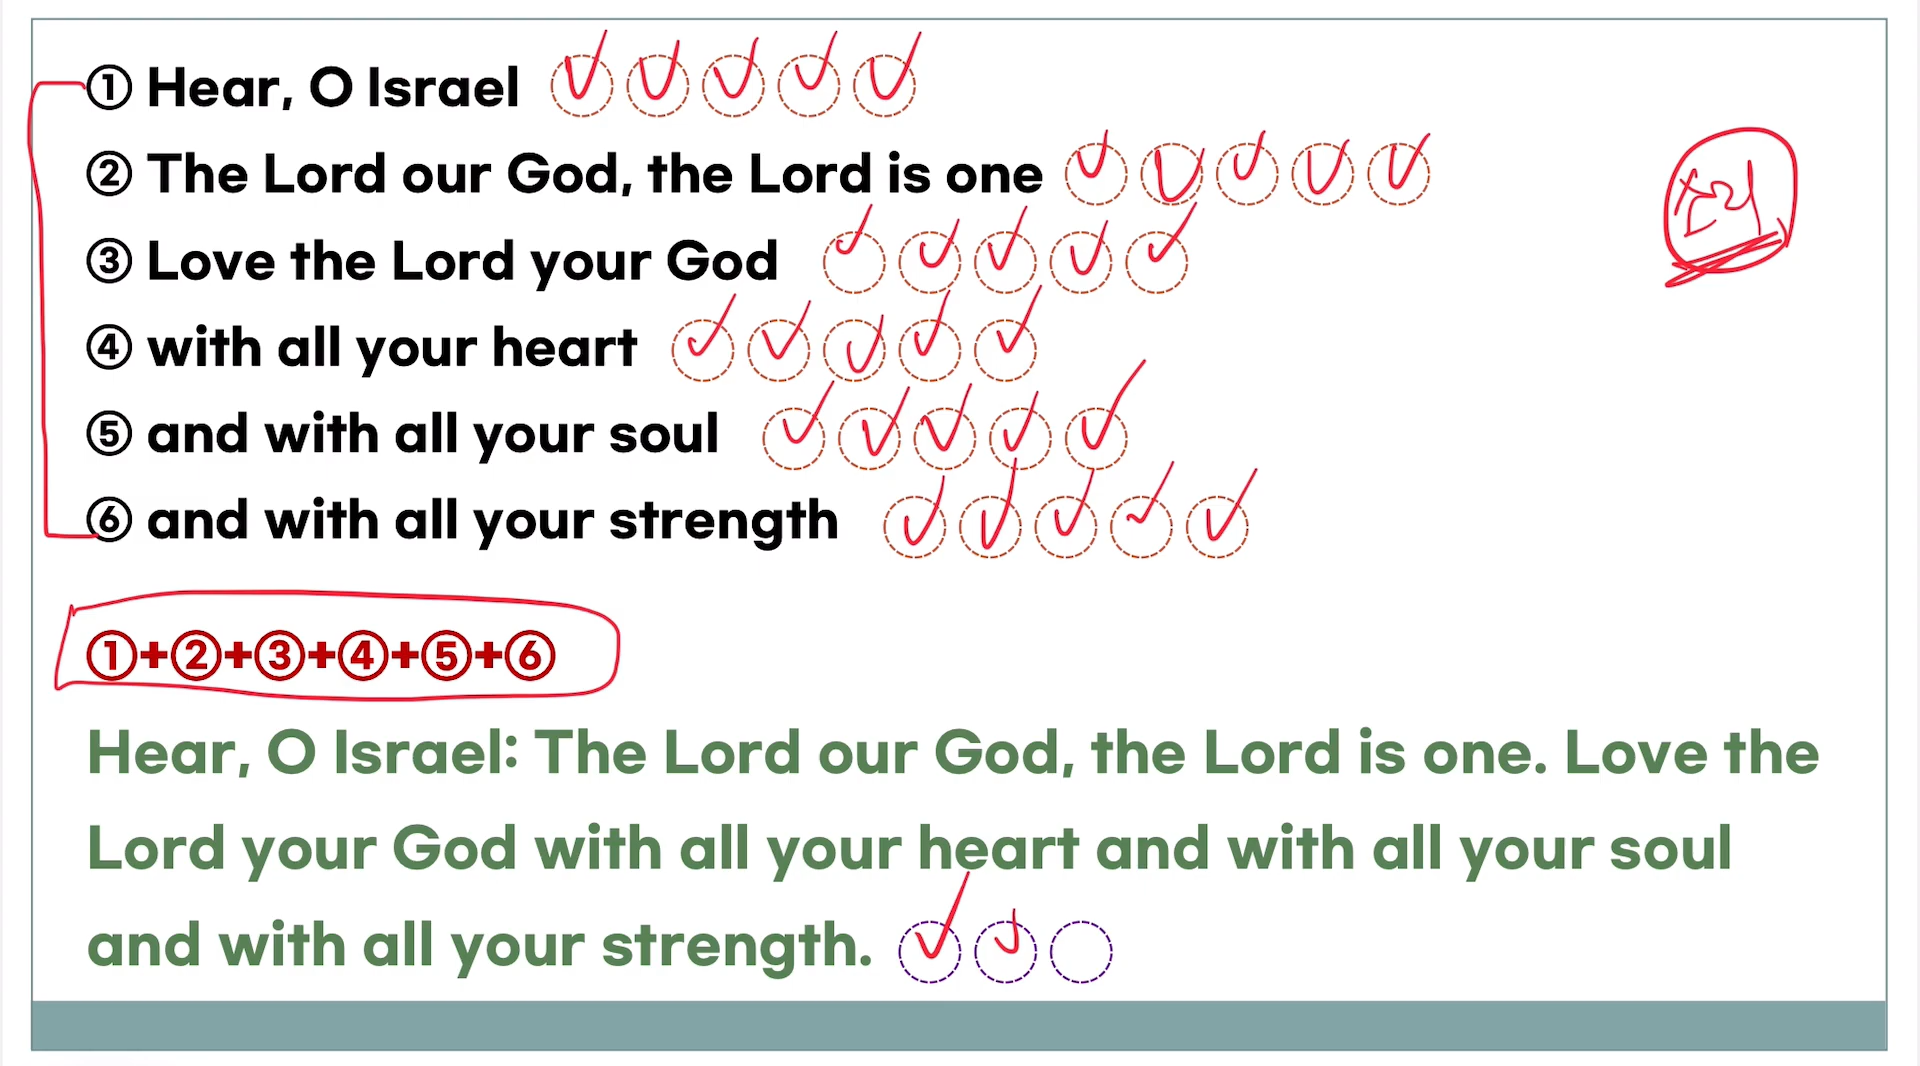 ① Hear, O Israel
② The Lord our God, the Lord is one
③ Love the Lord your God
④ with all your heart
⑤ and with all your soul
⑥ and with all your strength
①+②+③+④+⑤+⑥
Hear, O Israel: The Lord our God, the Lord is one. Love the
Lord your God with all your heart and with all your soul
and with all your strength.